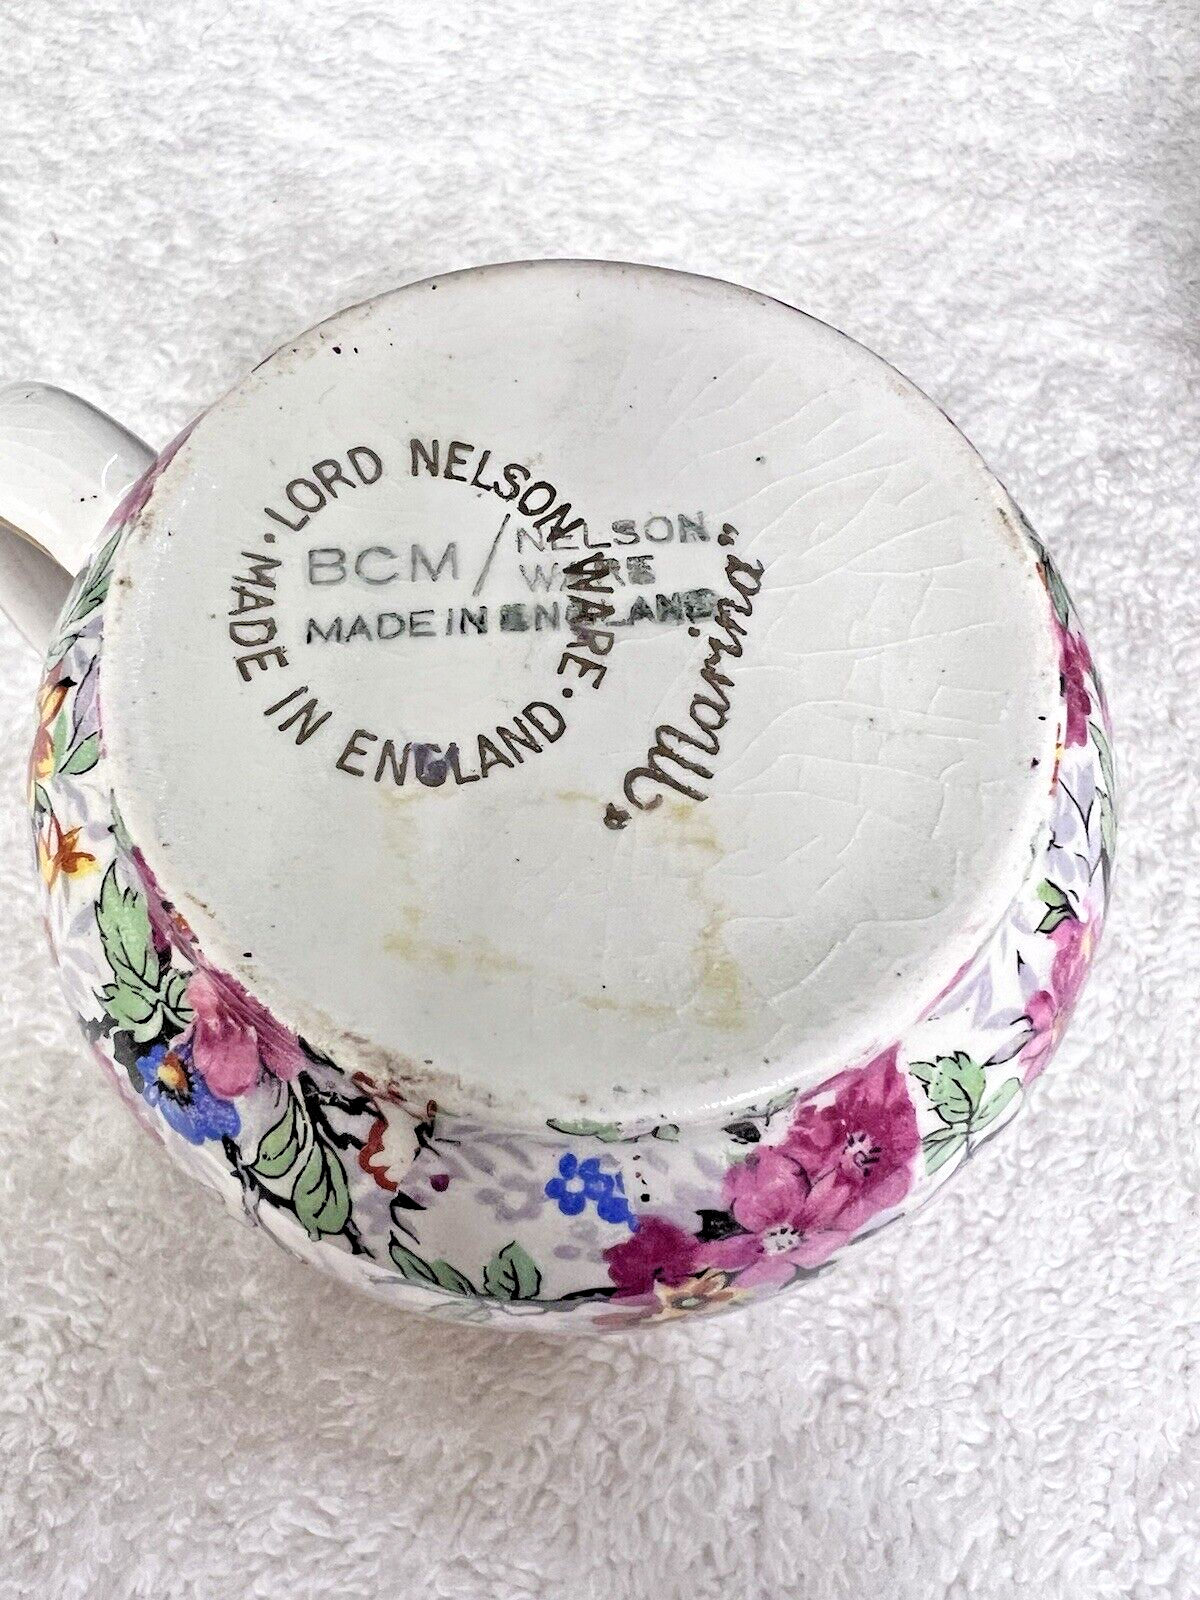 · LORD NELSON WARE ·
MADE IN ENGLAND
BCM / NELSON
WARE
MADE IN ENGLAND
"Marina"